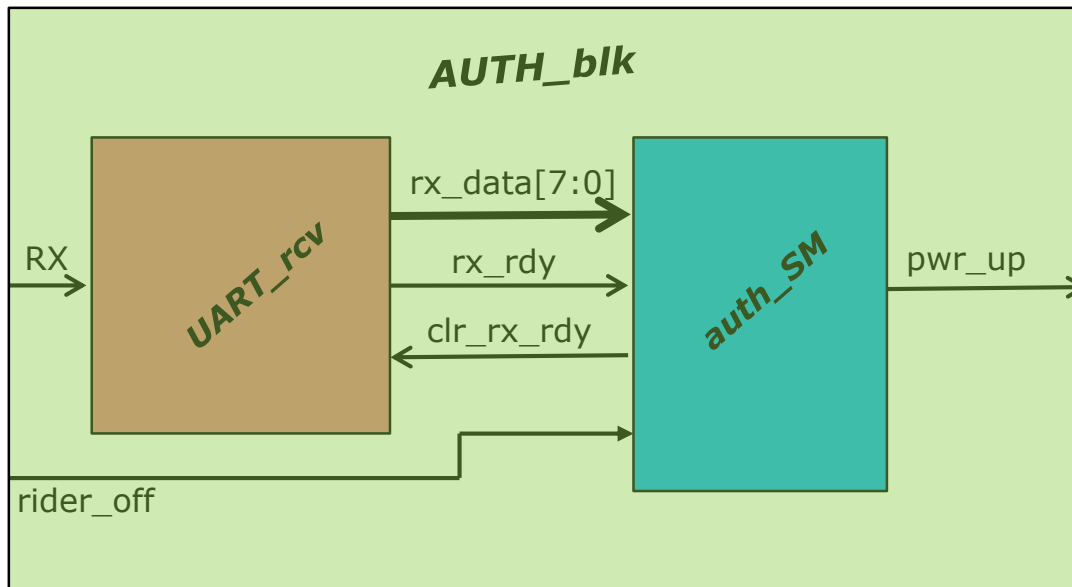 AUTH_blk
rx_data[7:0]
RX
UART_rcv
rx_rdy
auth_SM
pwr_up
clr_rx_rdy
rider_off